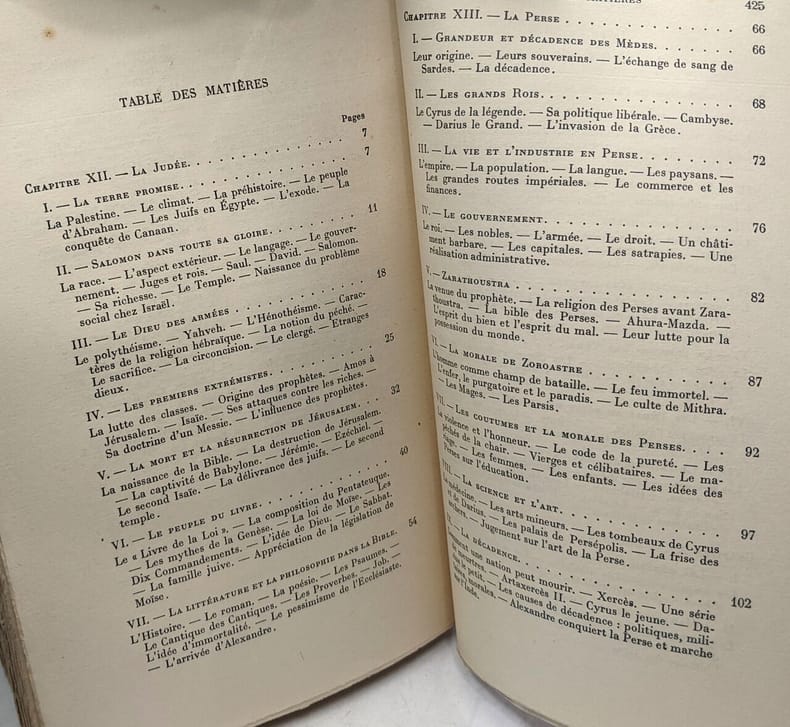 TABLE DES MATIÈRES
Pages
CHAPITRE XII. — LA JUDÉE. . . . . . . . . . . . 7
I. — LA TERRE PROMISE. . . . . . . . . . . . 7
La Palestine. — Le climat. — La préhistoire. — Le peuple
d'Abraham. — Les Juifs en Égypte. — L'exode. — La
conquête de Canaan.
II. — SALOMON DANS TOUTE SA GLOIRE. . . . . . . . . 11
La race. — L'aspect extérieur. — Le langage. — Le gouver-
nement. — Juges et rois. — Saul. — David. — Salomon.
— Sa richesse. — Le Temple. — Naissance du problème
social chez Israël.
III. — LE DIEU DES ARMÉES . . . . . . . . . . . 18
Le polythéisme. — Yahveh. — L'Hénothéisme. — Carac-
tères de la religion hébraïque. — La notion du péché. —
Le sacrifice. — La circoncision. — Le clergé. — Etranges
dieux.
IV. — LES PREMIERS EXTRÉMISTES. . . . . . . . . . 25
La lutte des classes. — Origine des prophètes. — Amos à
Jérusalem. — Isaïe. — Ses attaques contre les riches. —
Sa doctrine d'un Messie. — L'influence des prophètes.
V. — LA MORT ET LA RÉSURRECTION DE JÉRUSALEM. . . . 32
La naissance de la Bible. — La destruction de Jérusalem.
— La captivité de Babylone. — Jérémie. — Ezéchiel. —
Le second Isaïe. — La délivrance des juifs. — Le second
temple.
VI. — LE PEUPLE DU LIVRE. . . . . . . . . . . . 40
Le « Livre de la Loi ». — La composition du Pentateuque.
— Les mythes de la Genèse. — La loi de Moïse. — Les
Dix Commandements. — L'idée de Dieu. — Le Sabbat.
— La famille juive. — Appréciation de la législation de
Moïse.
VII. — LA LITTÉRATURE ET LA PHILOSOPHIE DANS LA BIBLE. 54
L'Histoire. — Le roman. — La poésie. — Les Psaumes. —
Le Cantique des Cantiques. — Les Proverbes. — Job. —
L'idée d'immortalité. — Le pessimisme de l'Ecclésiaste.
— L'arrivée d'Alexandre.
425
CHAPITRE XIII. — LA PERSE . . . . . . . . . . . 66
I. — GRANDEUR ET DÉCADENCE DES MÈDES. . . . . . . . 66
Leur origine. — Leurs souverains. — L'échange de sang de
Sardes. — La décadence.
II. — LES GRANDS ROIS. . . . . . . . . . . . . 68
Le Cyrus de la légende. — Sa politique libérale. — Cambyse.
— Darius le Grand. — L'invasion de la Grèce.
III. — LA VIE ET L'INDUSTRIE EN PERSE. . . . . . . 72
L'empire. — La population. — La langue. — Les paysans. —
Les grandes routes impériales. — Le commerce et les
finances.
IV. — LE GOUVERNEMENT. . . . . . . . . . . . . 76
Le roi. — Les nobles. — L'armée. — Le droit. — Un châti-
ment barbare. — Les capitales. — Les satrapies. — Une
réalisation administrative.
V. — ZARATHOUSTRA . . . . . . . . . . . . . . 82
La venue du prophète. — La religion des Perses avant Zara-
thoustra. — La bible des Perses. — Ahura-Mazda. —
L'esprit du bien et l'esprit du mal. — Leur lutte pour la
possession du monde.
VI. — LA MORALE DE ZOROASTRE . . . . . . . . . . 87
L'homme comme champ de bataille. — Le feu immortel. —
L'enfer, le purgatoire et le paradis. — Le culte de Mithra.
— Les Mages. — Les Parsis.
VII. — LES COUTUMES ET LA MORALE DES PERSES. . . . 92
La violence et l'honneur. — Le code de la pureté. — Les
péchés de la chair. — Vierges et célibataires. — Le ma-
riage. — Les femmes. — Les enfants. — Les idées des
Perses sur l'éducation.
VIII. — LA SCIENCE ET L'ART. . . . . . . . . . . 97
La médecine. — Les arts mineurs. — Les tombeaux de Cyrus
et de Darius. — Les palais de Persépolis. — La frise des
archers. — Jugement sur l'art de la Perse.
IX. — LA DÉCADENCE. . . . . . . . . . . . . . 102
Comment une nation peut mourir. — Xercès. — Une série
de meurtres. — Artaxercès II. — Cyrus le jeune. — Da-
rius le petit. — Les causes de décadence : politiques, mili-
taires, morales. — Alexandre conquiert la Perse et marche
sur l'Inde.